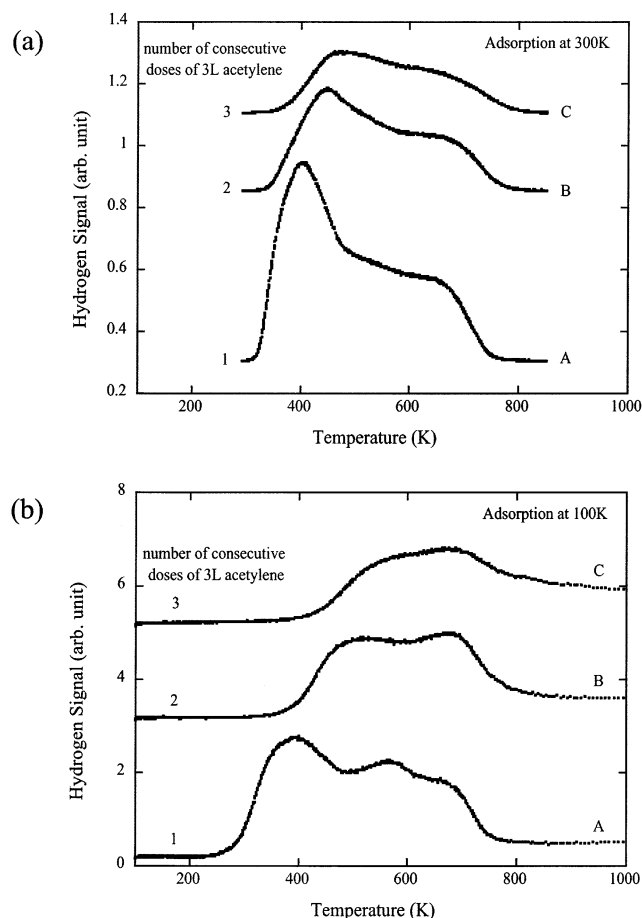 (a)
1.4
number of consecutive
doses of 3L acetylene
Adsorption at 300K
1.2
3
C
1
Hydrogen Signal (arb. unit)
2
B
0.8
0.6
0.4
1
A
0.2
200
400
600
800
1000
Temperature (K)
(b)
8
Adsorption at 100K
number of consecutive
doses of 3L acetylene
6
3
C
Hydrogen Signal (arb. unit)
4
2
B
2
1
A
0
200
400
600
800
1000
Temperature (K)